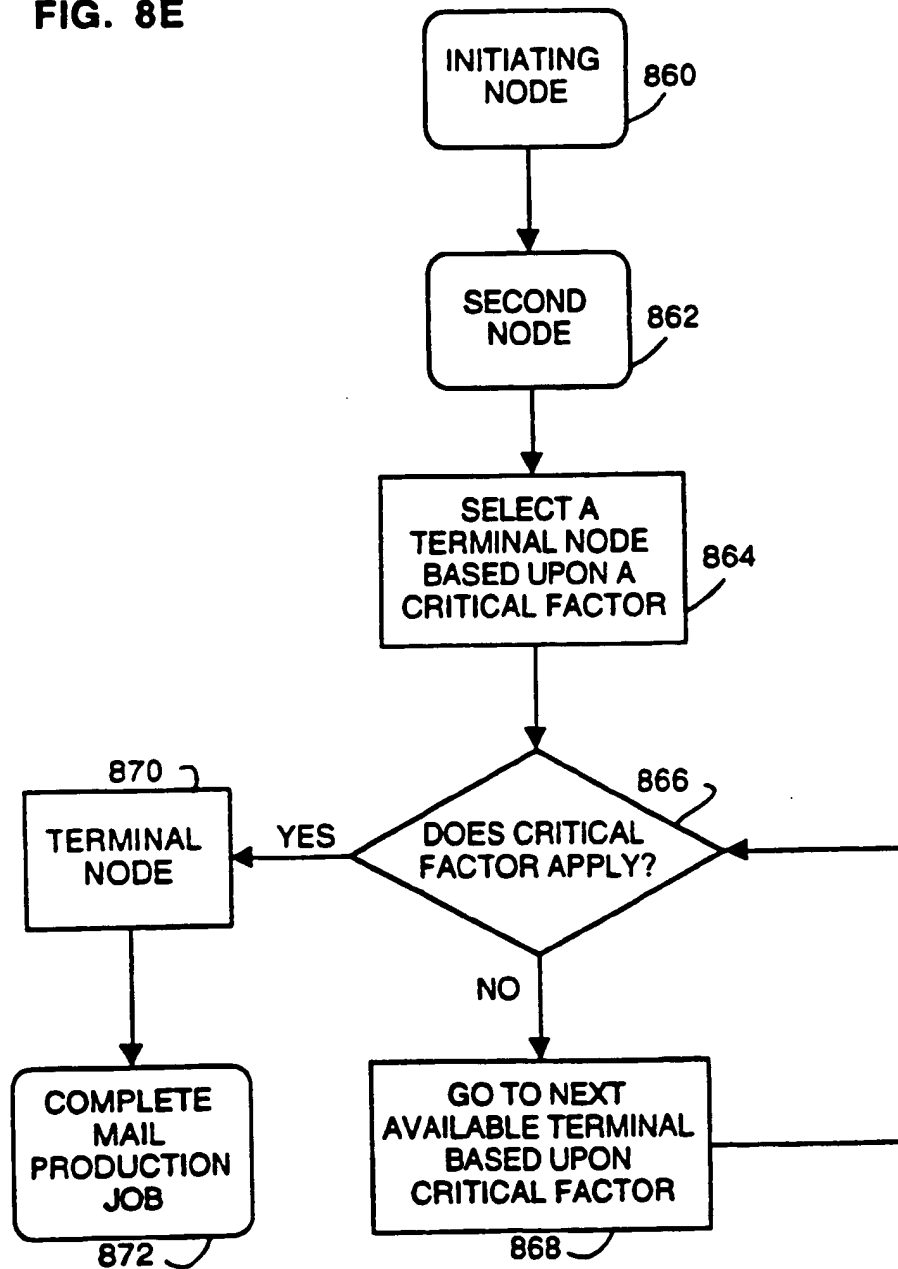 FIG. 8E
INITIATING
NODE
860
SECOND
NODE
862
SELECT A
TERMINAL NODE
BASED UPON A
CRITICAL FACTOR
864
866
DOES CRITICAL
FACTOR APPLY?
YES
870
TERMINAL
NODE
NO
COMPLETE
MAIL
PRODUCTION
JOB
872
GO TO NEXT
AVAILABLE TERMINAL
BASED UPON
CRITICAL FACTOR
868